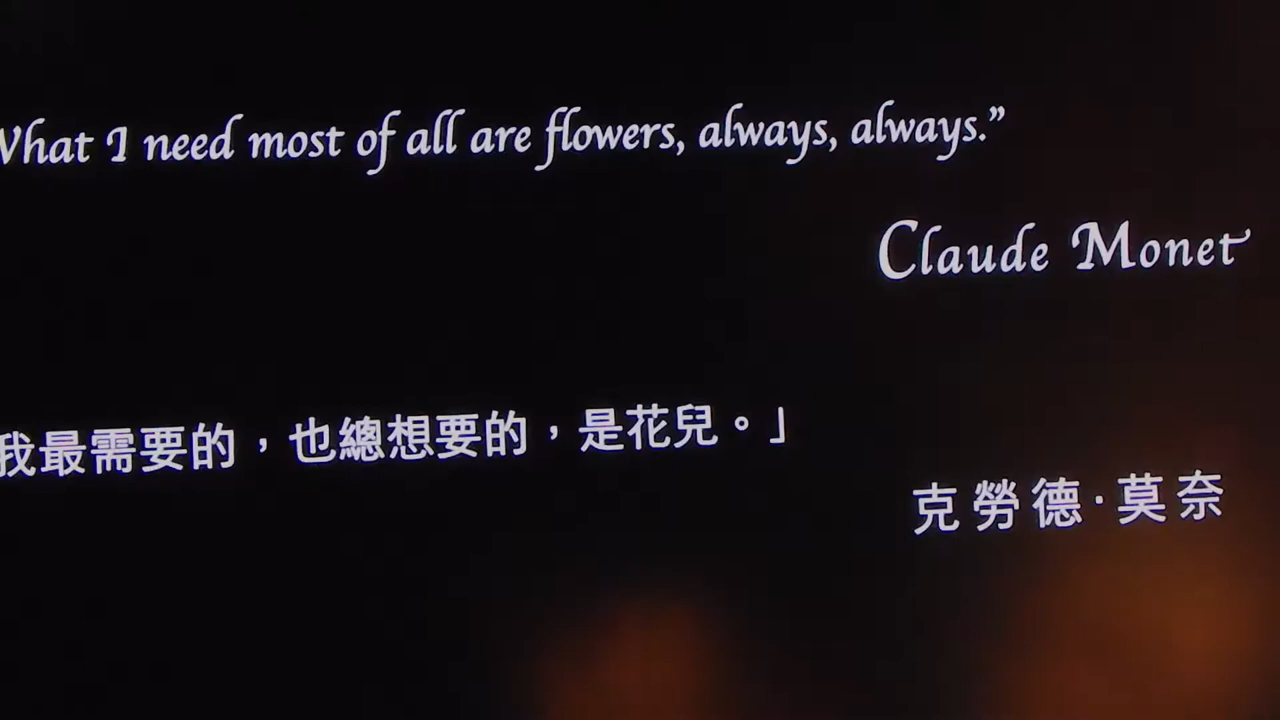 What I need most of all are flowers, always, always.”
Claude Monet
我最需要的，也總想要的，是花兒。」
克勞德·莫奈